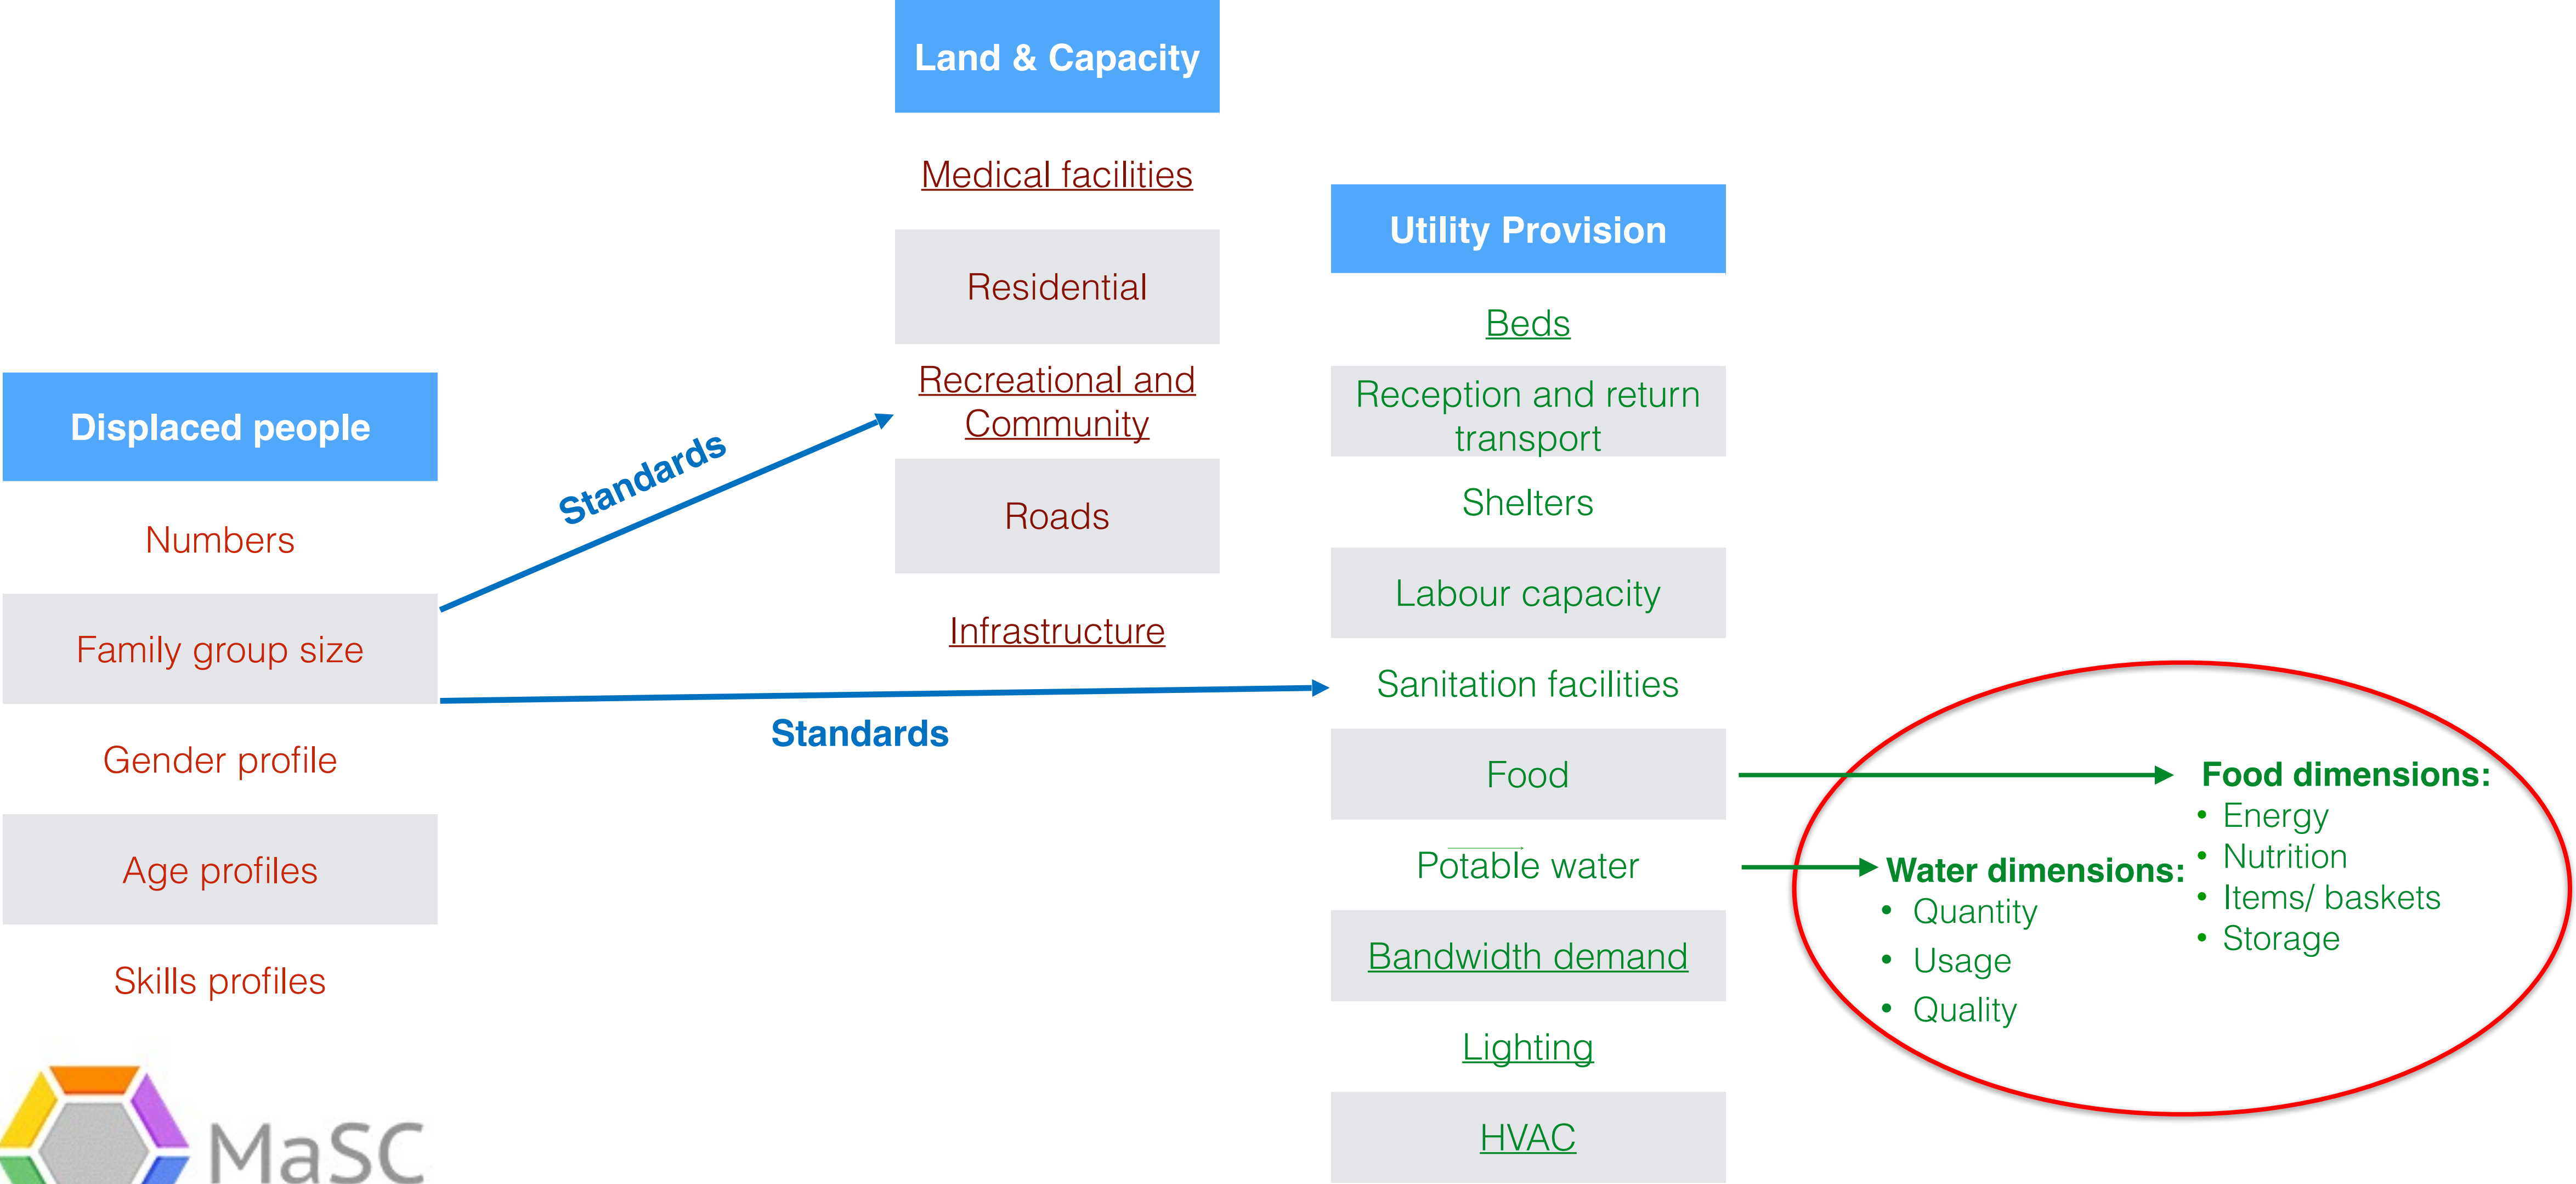 Displaced people
Numbers
Family group size
Gender profile
Age profiles
Skills profiles
MaSC
Standards
Standards
Land & Capacity
Medical facilities
Residential
Recreational and
Community
Roads
Infrastructure
Utility Provision
Beds
Reception and return
transport
Shelters
Labour capacity
Sanitation facilities
Food
Potable water
Bandwidth demand
Lighting
HVAC
Water dimensions:
• Quantity
• Usage
• Quality
Food dimensions:
• Energy
• Nutrition
• Items/ baskets
• Storage